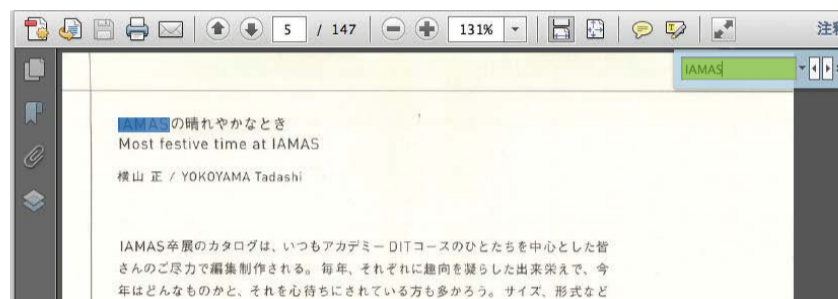 5 / 147 131% 注釈
IAMAS
IAMASの晴れやかなとき
Most festive time at IAMAS
横山 正 / YOKOYAMA Tadashi
IAMAS卒展のカタログは、いつもアカデミーDITコースのひとたちを中心とした皆
さんのご尽力で編集制作される。毎年、それぞれに趣向を凝らした出来栄えで、今
年はどんなものかと、それを心待ちにされている方も多かろう。サイズ、形式など